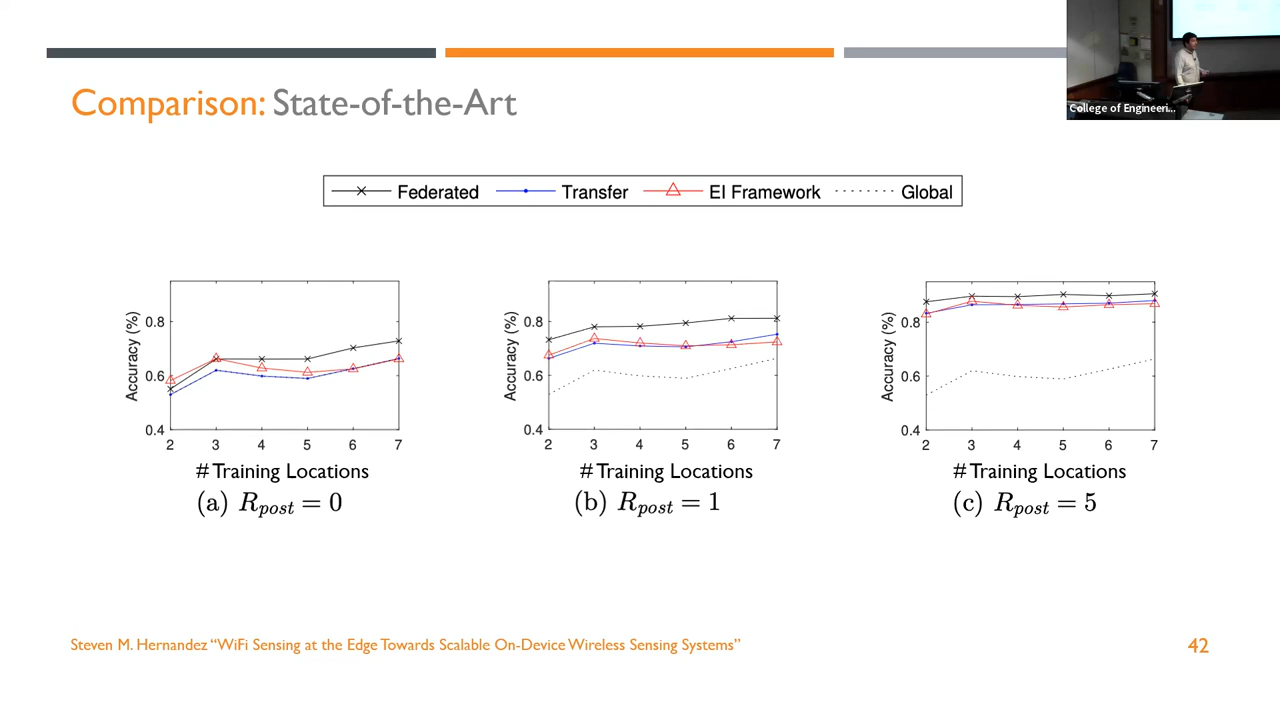 College of Engineeri...
Comparison: State-of-the-Art
Federated Transfer EI Framework Global
Accuracy (%)
0.8
0.6
0.4
2 3 4 5 6 7
# Training Locations
(a) R_post = 0
Accuracy (%)
0.8
0.6
0.4
2 3 4 5 6 7
# Training Locations
(b) R_post = 1
Accuracy (%)
0.8
0.6
0.4
2 3 4 5 6 7
# Training Locations
(c) R_post = 5
Steven M. Hernandez “WiFi Sensing at the Edge Towards Scalable On-Device Wireless Sensing Systems”
42